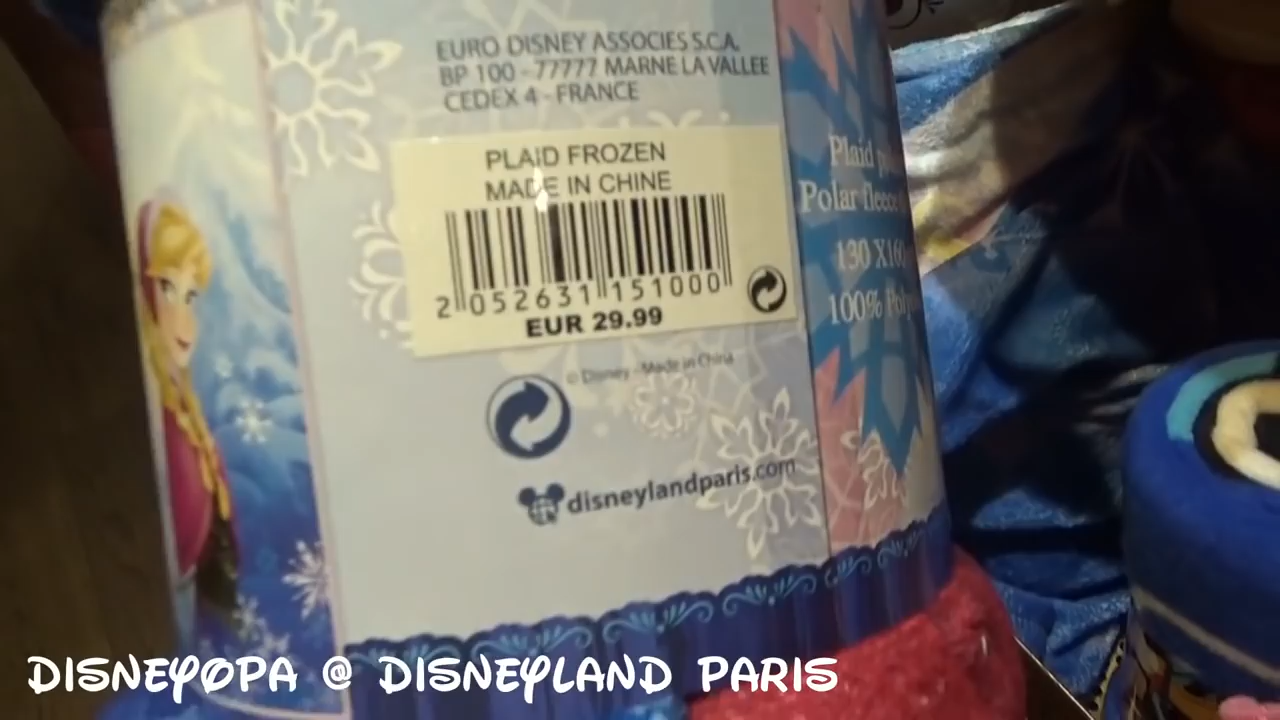 EURO DISNEY ASSOCIES S.C.A.
BP 100 - 77777 MARNE LA VALLEE
CEDEX 4 - FRANCE
PLAID FROZEN
MADE IN CHINE
2 052631 151000
EUR 29.99
© Disney - Made in China
disneylandparis.com
Plaid
Polar fleece
130 X160
100%
DISNEYOPA @ DISNEYLAND PARIS